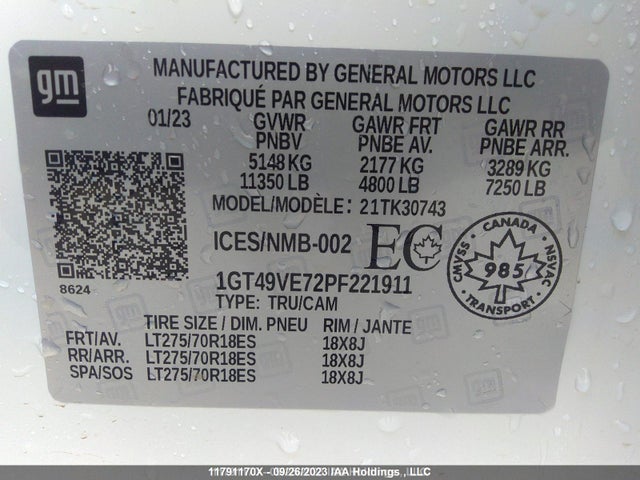 gm
MANUFACTURED BY GENERAL MOTORS LLC
FABRIQUÉ PAR GENERAL MOTORS LLC
01/23 GVWR GAWR FRT GAWR RR
PNBV PNBE AV. PNBE ARR.
5148 KG 2177 KG 3289 KG
11350 LB 4800 LB 7250 LB
MODEL/MODÈLE: 21TK30743
ICES/NMB-002 EC
CANADA
CMVSS 985 NSVAC
TRANSPORT
8624
1GT49VE72PF221911
TYPE: TRU/CAM
TIRE SIZE / DIM. PNEU RIM / JANTE
FRT/AV. LT275/70R18ES 18X8J
RR/ARR. LT275/70R18ES 18X8J
SPA/SOS LT275/70R18ES 18X8J
11791170X - 09/26/2023 IAA Holdings , LLC